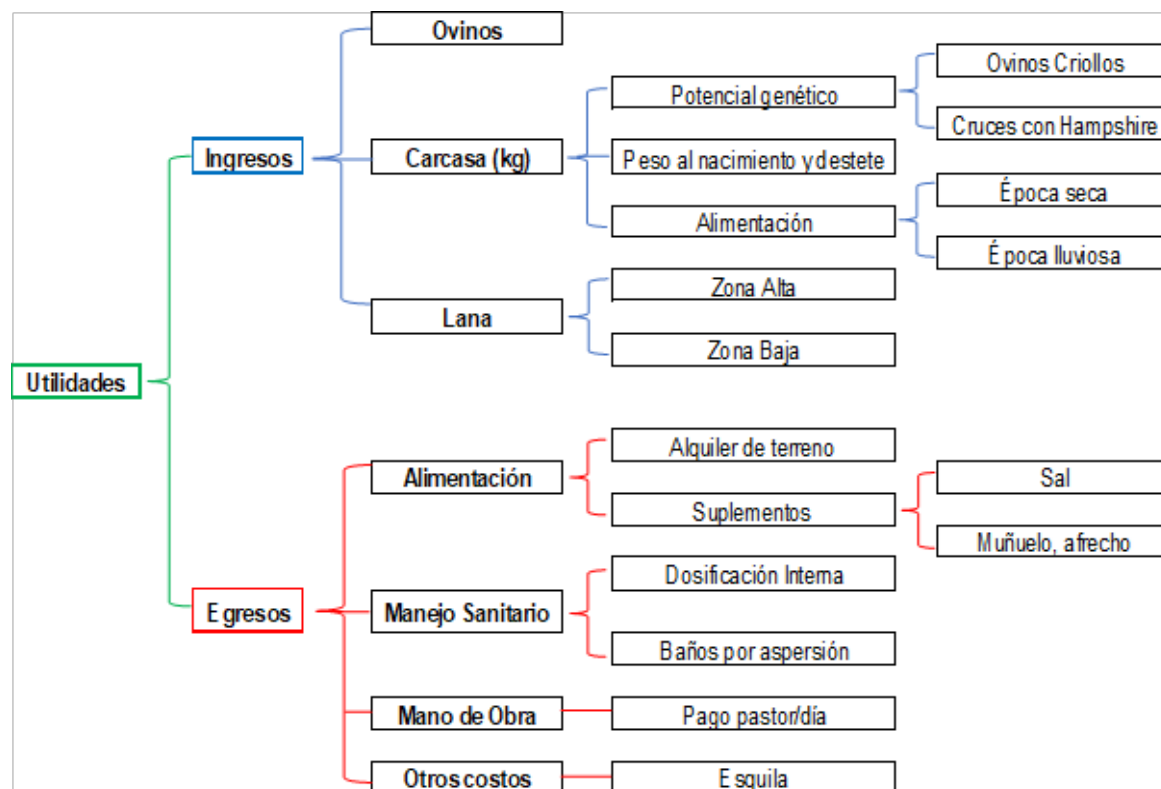 Utilidades
Ingresos
Ovinos
Carcasa (kg)
Potencial genético
Ovinos Criollos
Cruces con Hampshire
Peso al nacimiento y destete
Alimentación
Época seca
Época lluviosa
Lana
Zona Alta
Zona Baja
Egresos
Alimentación
Alquiler de terreno
Suplementos
Sal
Muñuelo, afrecho
Manejo Sanitario
Dosificación Interna
Baños por aspersión
Mano de Obra
Pago pastor/día
Otros costos
Esquila